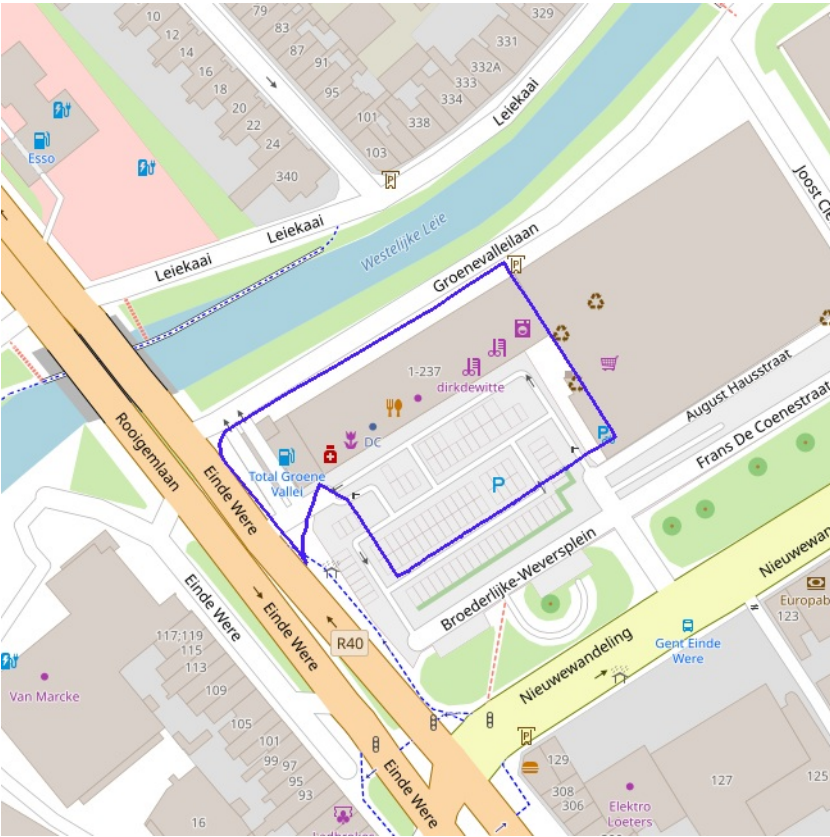 79
329
10
83
12
87
331
14
91
332A
16
333
95
18
334
20
101
338
Leiekaai
22
24
103
Esso
340
Joost Cle
Leiekaai
Westelijke Leie
Leiekaai
Groenevalleilaan
1-237
dirkdewitte
August Hausstraat
DC
Frans De Coenestraat
Rooigemlaan
Einde Were
Total Groene
Vallei
P
Nieuwewan
Broederlijke-Weversplein
Einde Were
Einde Were
R40
Europab
123
117;119
115
113
Nieuwewandeling
Gent Einde
Were
Van Marcke
109
105
101
99
97
95
93
Einde Were
129
308
306
127
125
Elektro
Loeters
16